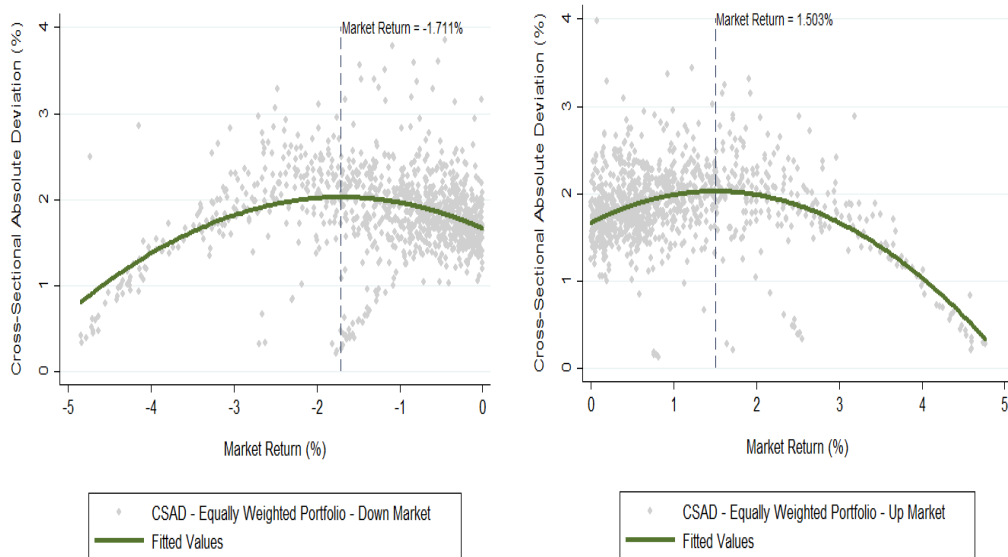 Cross-Sectional Absolute Deviation (%)
4
3
2
1
0
Market Return = -1.711%
-5
-4
-3
-2
-1
0
Market Return (%)
CSAD - Equally Weighted Portfolio - Down Market
Fitted Values
Cross-Sectional Absolute Deviation (%)
4
3
2
1
0
Market Return = 1.503%
0
1
2
3
4
5
Market Return (%)
CSAD - Equally Weighted Portfolio - Up Market
Fitted Values